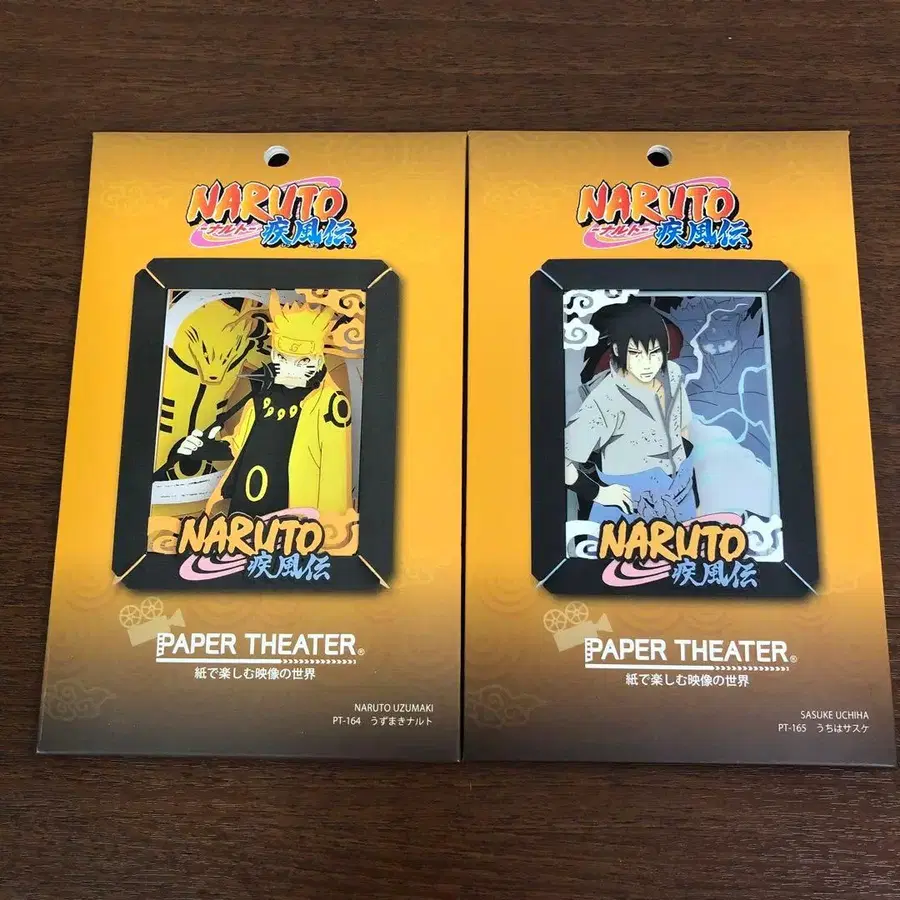 NARUTO
-ナルト-
疾風伝
NARUTO
疾風伝
PAPER THEATER®
紙で楽しむ映像の世界
NARUTO UZUMAKI
PT-164 うずまきナルト
NARUTO
-ナルト-
疾風伝
NARUTO
疾風伝
PAPER THEATER®
紙で楽しむ映像の世界
SASUKE UCHIHA
PT-165 うちはサスケ